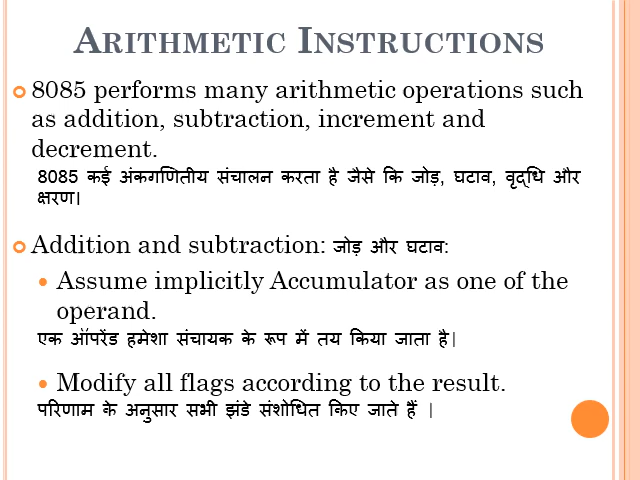 ARITHMETIC INSTRUCTIONS
8085 performs many arithmetic operations such
as addition, subtraction, increment and
decrement.
8085 कई अंकगणितीय संचालन करता है जैसे कि जोड़, घटाव, वृद्धि और
क्षरण।
Addition and subtraction: जोड़ और घटाव:
Assume implicitly Accumulator as one of the
operand.
एक ऑपरेंड हमेशा संचायक के रूप में तय किया जाता है|
Modify all flags according to the result.
परिणाम के अनुसार सभी झंडे संशोधित किए जाते हैं |